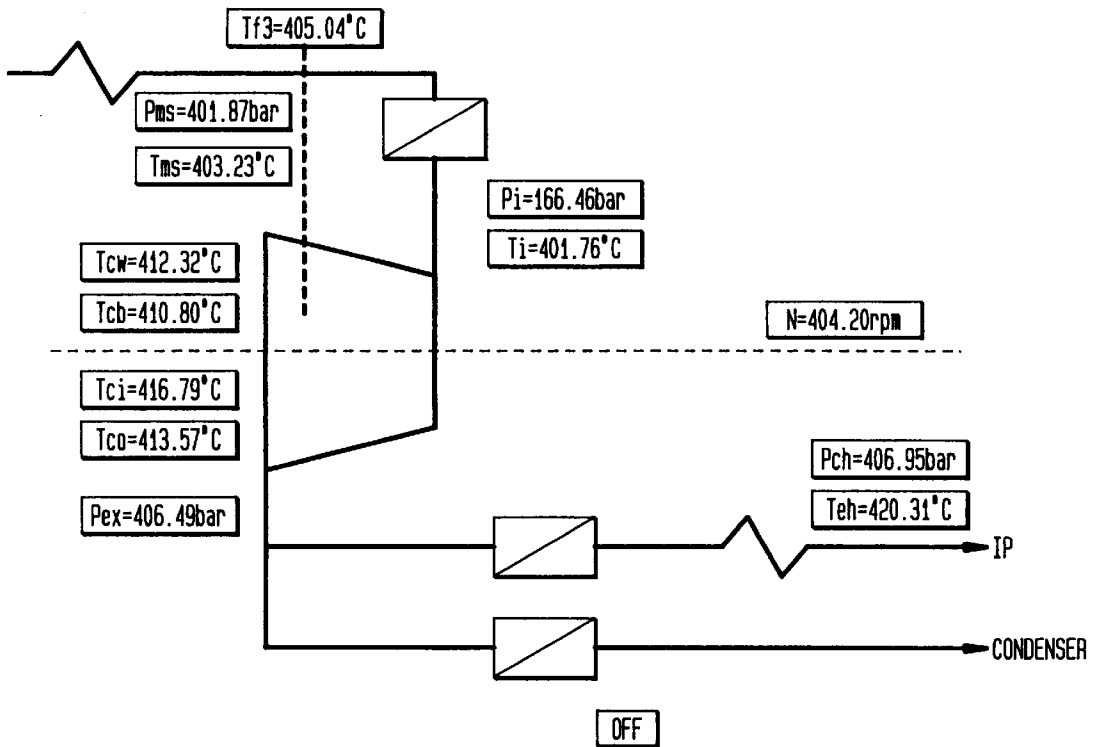 Tf3=405.04°C
Pms=401.87bar
Tms=403.23°C
Pi=166.46bar
Ti=401.76°C
Tcw=412.32°C
Tcb=410.80°C
N=404.20rpm
Tci=416.79°C
Tco=413.57°C
Pch=406.95bar
Pex=406.49bar
Teh=420.31°C
IP
CONDENSER
OFF